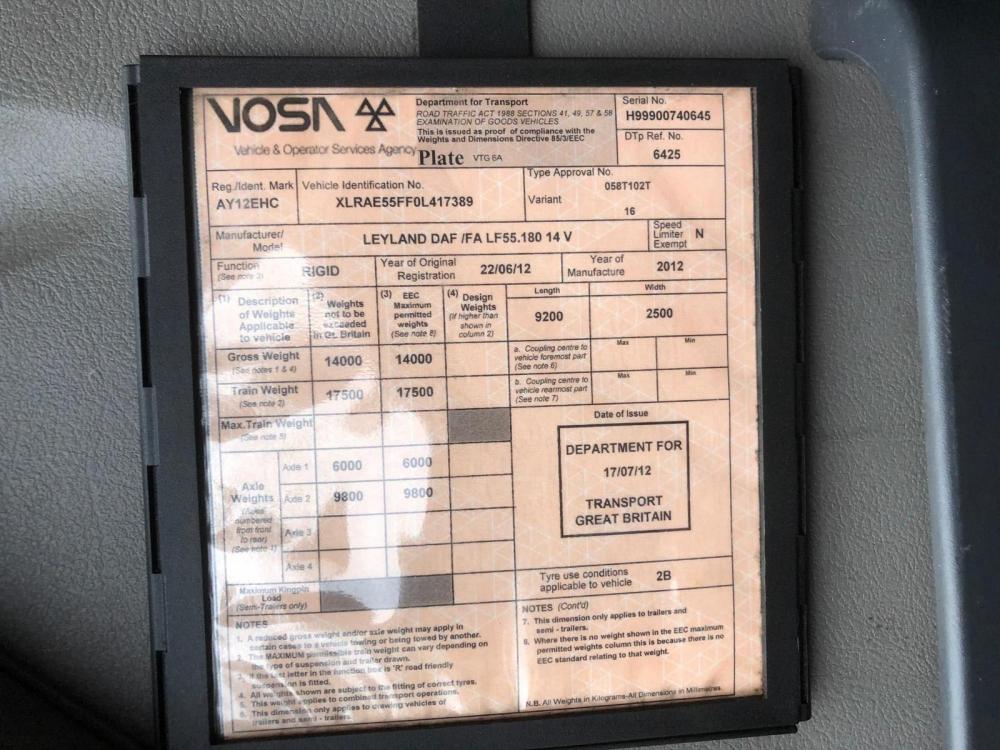 VOSA
Vehicle & Operator Services Agency
Department for Transport
ROAD TRAFFIC ACT 1988 SECTIONS 41, 49, 57 & 58
EXAMINATION OF GOODS VEHICLES
This is issued as proof of compliance with the
Weights and Dimensions Directive 85/3/EEC
Plate VTG 6A
Serial No.
H99900740645
DTp Ref. No.
6425
Reg./Ident. Mark
AY12EHC
Vehicle Identification No.
XLRAE55FF0L417389
Type Approval No.
058T102T
Variant
16
Manufacturer/
Model
LEYLAND DAF /FA LF55.180 14 V
Speed
Limiter
Exempt N
Function
(See note 3)
RIGID
Year of Original
Registration
22/06/12
Year of
Manufacture
2012
(1) Description
of Weights
Applicable
to vehicle
(2) Weights
not to be
exceeded
in Gt. Britain
(3) EEC
Maximum
permitted
weights
(See note 8)
(4) Design
Weights
(if higher than
shown in
column 2)
Length
9200
Width
2500
Gross Weight
(See notes 1 & 4)
14000
14000
a. Coupling centre to
vehicle foremost part
(See note 6)
Max
Min
Train Weight
(See note 2)
17500
17500
b. Coupling centre to
vehicle rearmost part
(See note 7)
Max
Min
Max.Train Weight
(See note 5)
Axle
Weights
(Axles
numbered
from front
to rear)
(See note 1)
Axle 1
6000
6000
Axle 2
9800
9800
Axle 3
Axle 4
Maximum Kingpin
Load
(Semi-Trailers only)
Date of Issue
DEPARTMENT FOR
17/07/12
TRANSPORT
GREAT BRITAIN
Tyre use conditions
applicable to vehicle
2B
NOTES
1. A reduced gross weight and/or axle weight may apply in
certain cases to a vehicle towing or being towed by another.
2. The MAXIMUM permissible train weight can vary depending on
the type of suspension and trailer drawn.
3. If the last letter in the function box is 'R' road friendly
suspension is fitted.
4. All weights shown are subject to the fitting of correct tyres.
5. This weight applies to combined transport operations.
6. This dimension only applies to drawing vehicles of
trailers and semi - trailers.
NOTES (Cont'd)
7. This dimension only applies to trailers and
semi - trailers.
8. Where there is no weight shown in the EEC maximum
permitted weights column this is because there is no
EEC standard relating to that weight.
N.B. All Weights in Kilograms-All Dimensions in Millimetres